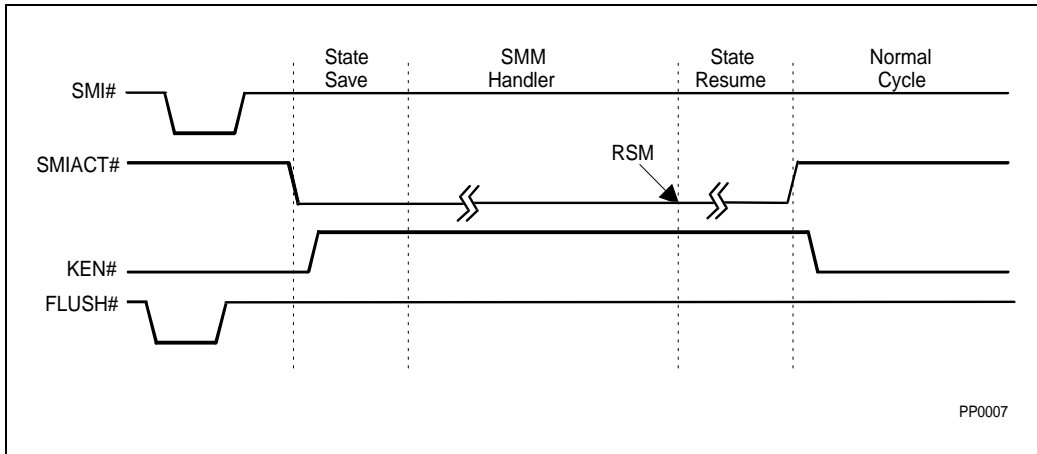 State
Save
SMM
Handler
State
Resume
Normal
Cycle
SMI#
SMIACT#
RSM
KEN#
FLUSH#
PP0007